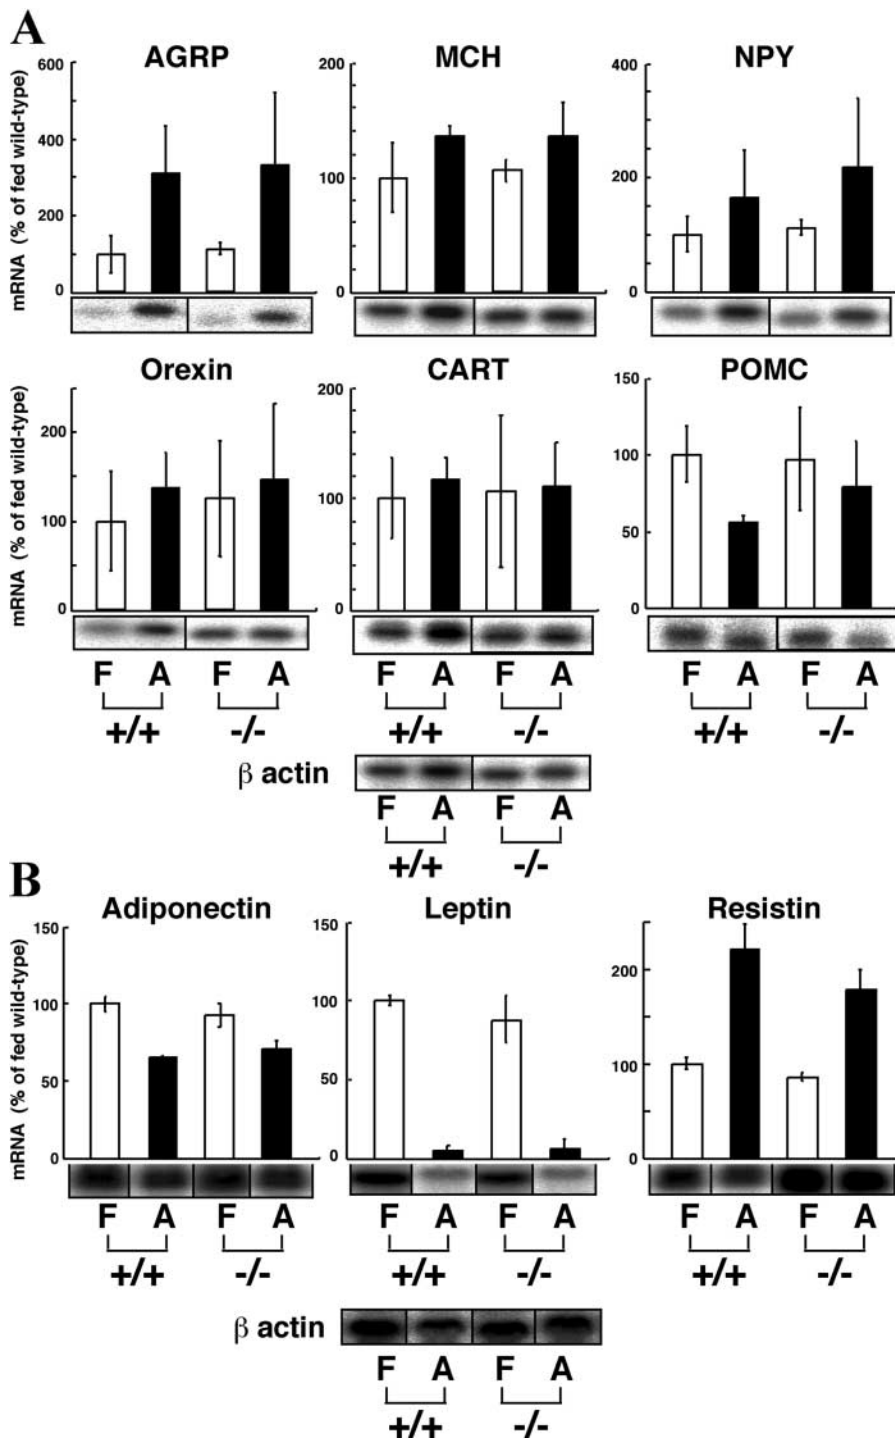 A
AGRP MCH NPY
mRNA (% of fed wild-type)
600 400 200 0
200 100 0
400 200 0
Orexin CART POMC
mRNA (% of fed wild-type)
200 100 0
200 100 0
150 100 50 0
F A F A F A F A F A F A
+/+ -/- +/+ -/- +/+ -/-
β actin
F A F A
+/+ -/-
B
Adiponectin Leptin Resistin
mRNA (% of fed wild-type)
150 100 50 0
150 100 50 0
200 100 0
F A F A F A F A F A F A
+/+ -/- +/+ -/- +/+ -/-
β actin
F A F A
+/+ -/-